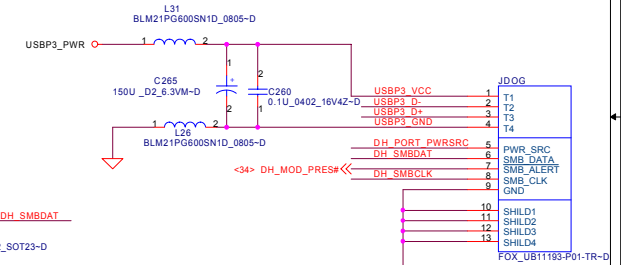 L31
BLM21PG600SN1D_0805~D
USBP3_PWR
1
2
C265
150U _D2_6.3VM~D
1
+
2
C260
0.1U_0402_16V4Z~D
2
1
L26
BLM21PG600SN1D_0805~D
1
2
JDOG
USBP3_VCC 1 T1
USBP3_D- 2 T2
USBP3_D+ 3 T3
USBP3_GND 4 T4
DH_PORT_PWRSRC 5 PWR_SRC
DH_SMBDAT 6 SMB_DATA
<34> DH_MOD_PRES# 7 SMB_ALERT
DH_SMBCLK 8 SMB_CLK
9 GND
10 SHILD1
11 SHILD2
12 SHILD3
13 SHILD4
FOX_UB11193-P01-TR~D
DH_SMBDAT
_SOT23~D